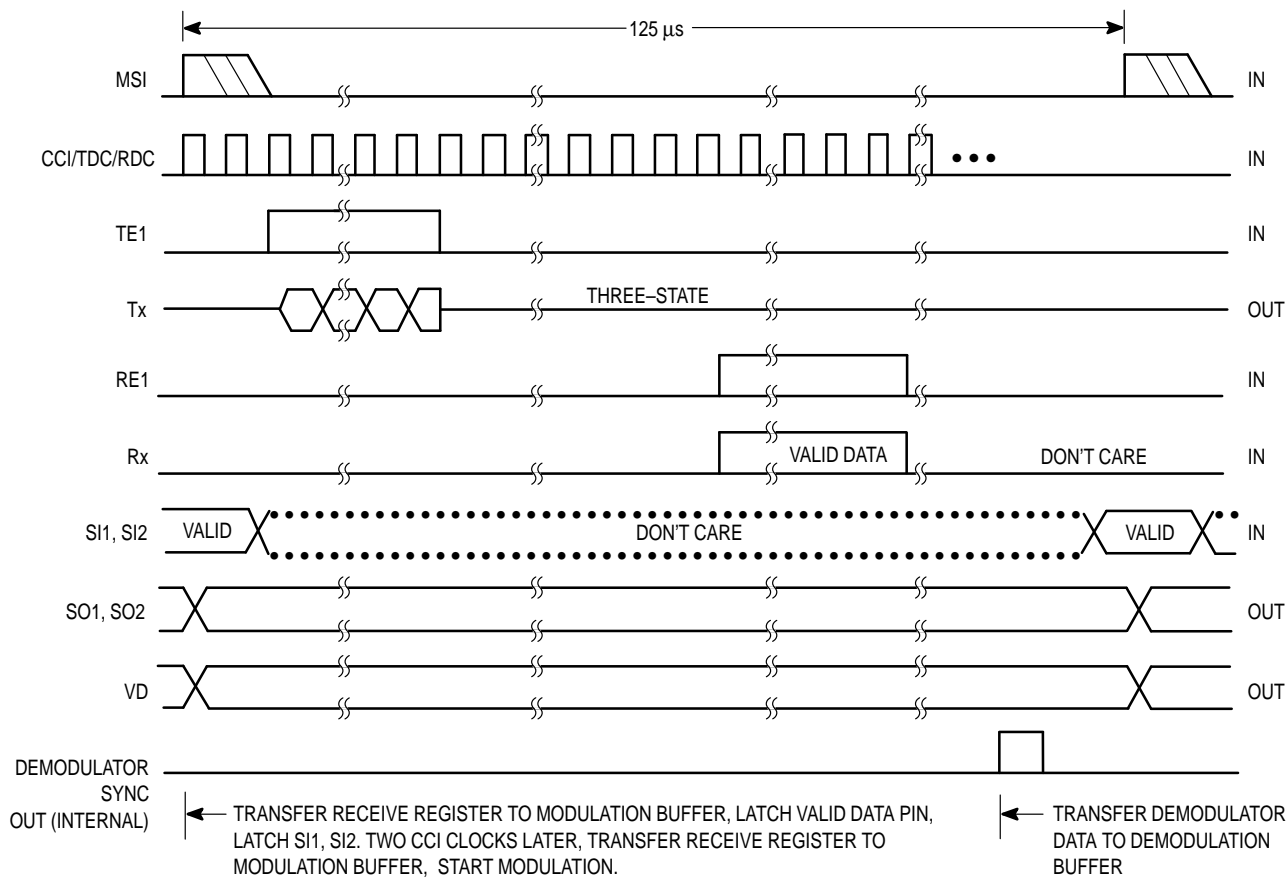 125 µs
MSI IN
CCI/TDC/RDC IN
TE1 IN
Tx THREE–STATE OUT
RE1 IN
Rx VALID DATA DON'T CARE IN
SI1, SI2 VALID DON'T CARE VALID IN
SO1, SO2 OUT
VD OUT
DEMODULATOR
SYNC
OUT (INTERNAL)
TRANSFER RECEIVE REGISTER TO MODULATION BUFFER, LATCH VALID DATA PIN,
LATCH SI1, SI2. TWO CCI CLOCKS LATER, TRANSFER RECEIVE REGISTER TO
MODULATION BUFFER, START MODULATION.
TRANSFER DEMODULATOR
DATA TO DEMODULATION
BUFFER